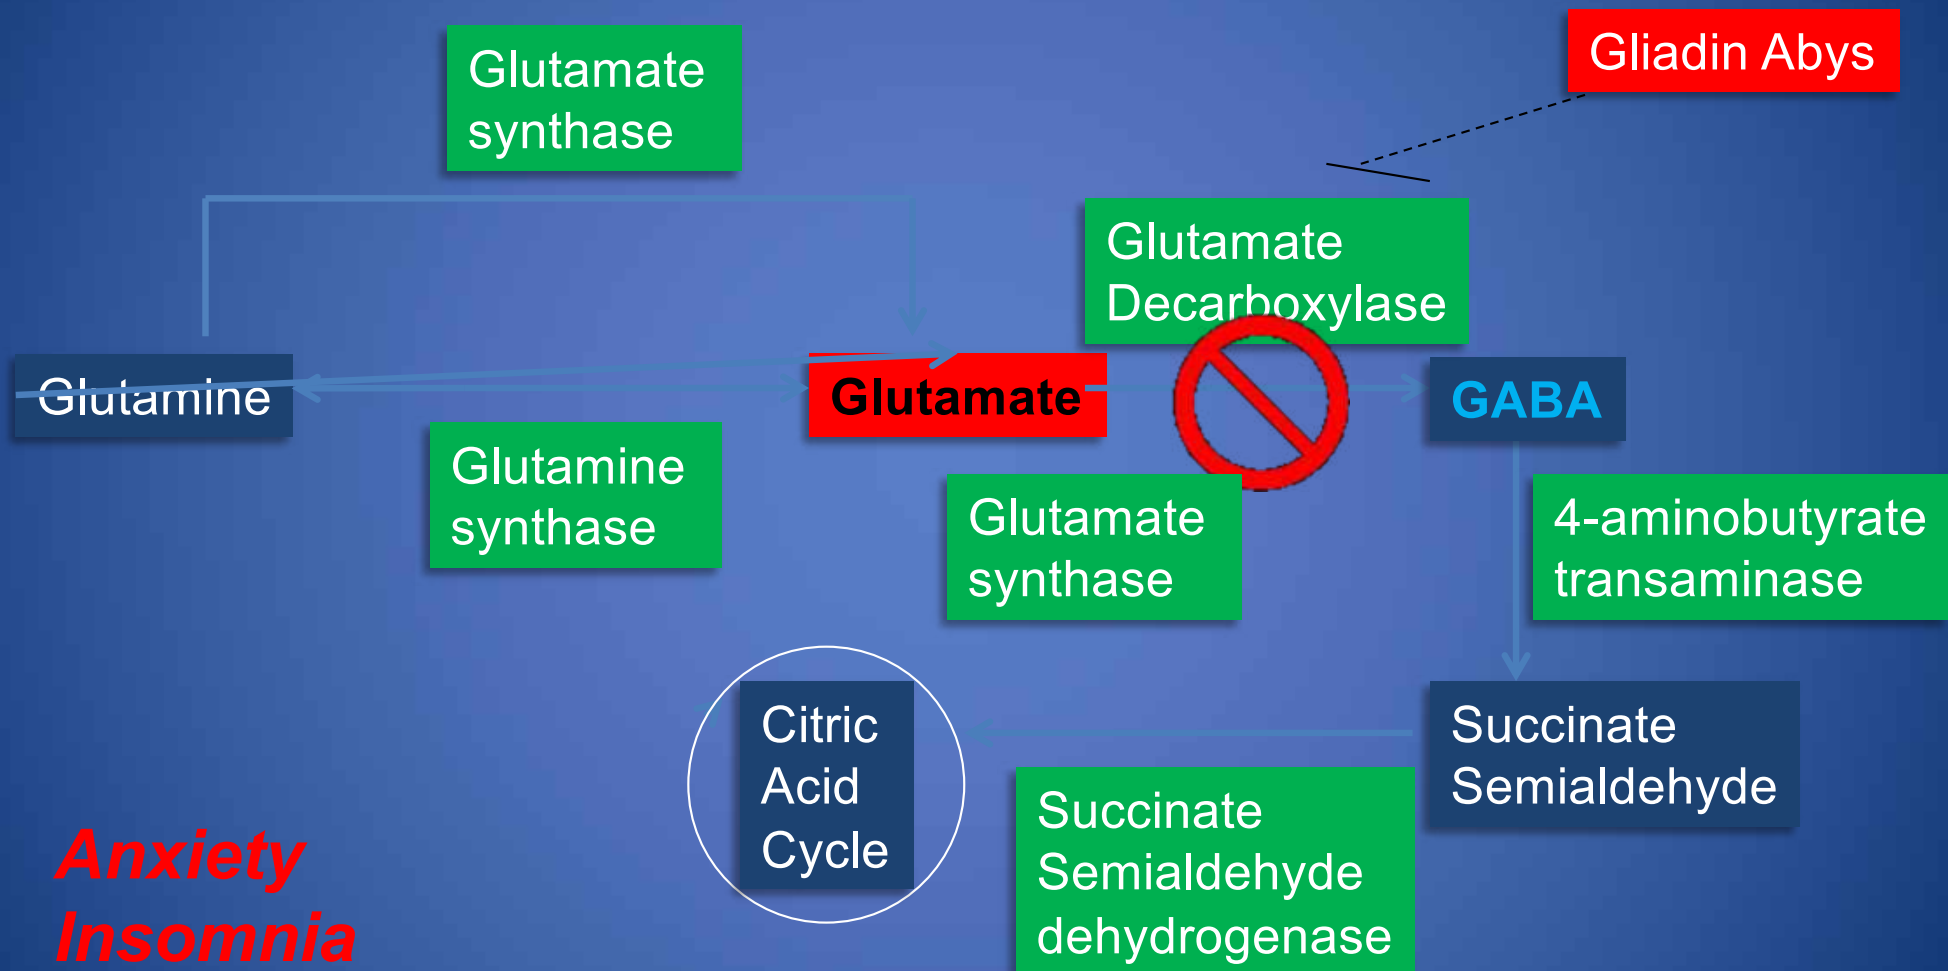 Gliadin Abys
Glutamate
synthase
Glutamate
Decarboxylase
Glutamine
Glutamate
GABA
Glutamine
synthase
Glutamate
synthase
4-aminobutyrate
transaminase
Citric
Acid
Cycle
Succinate
Semialdehyde
Succinate
Semialdehyde
dehydrogenase
Anxiety
Insomnia